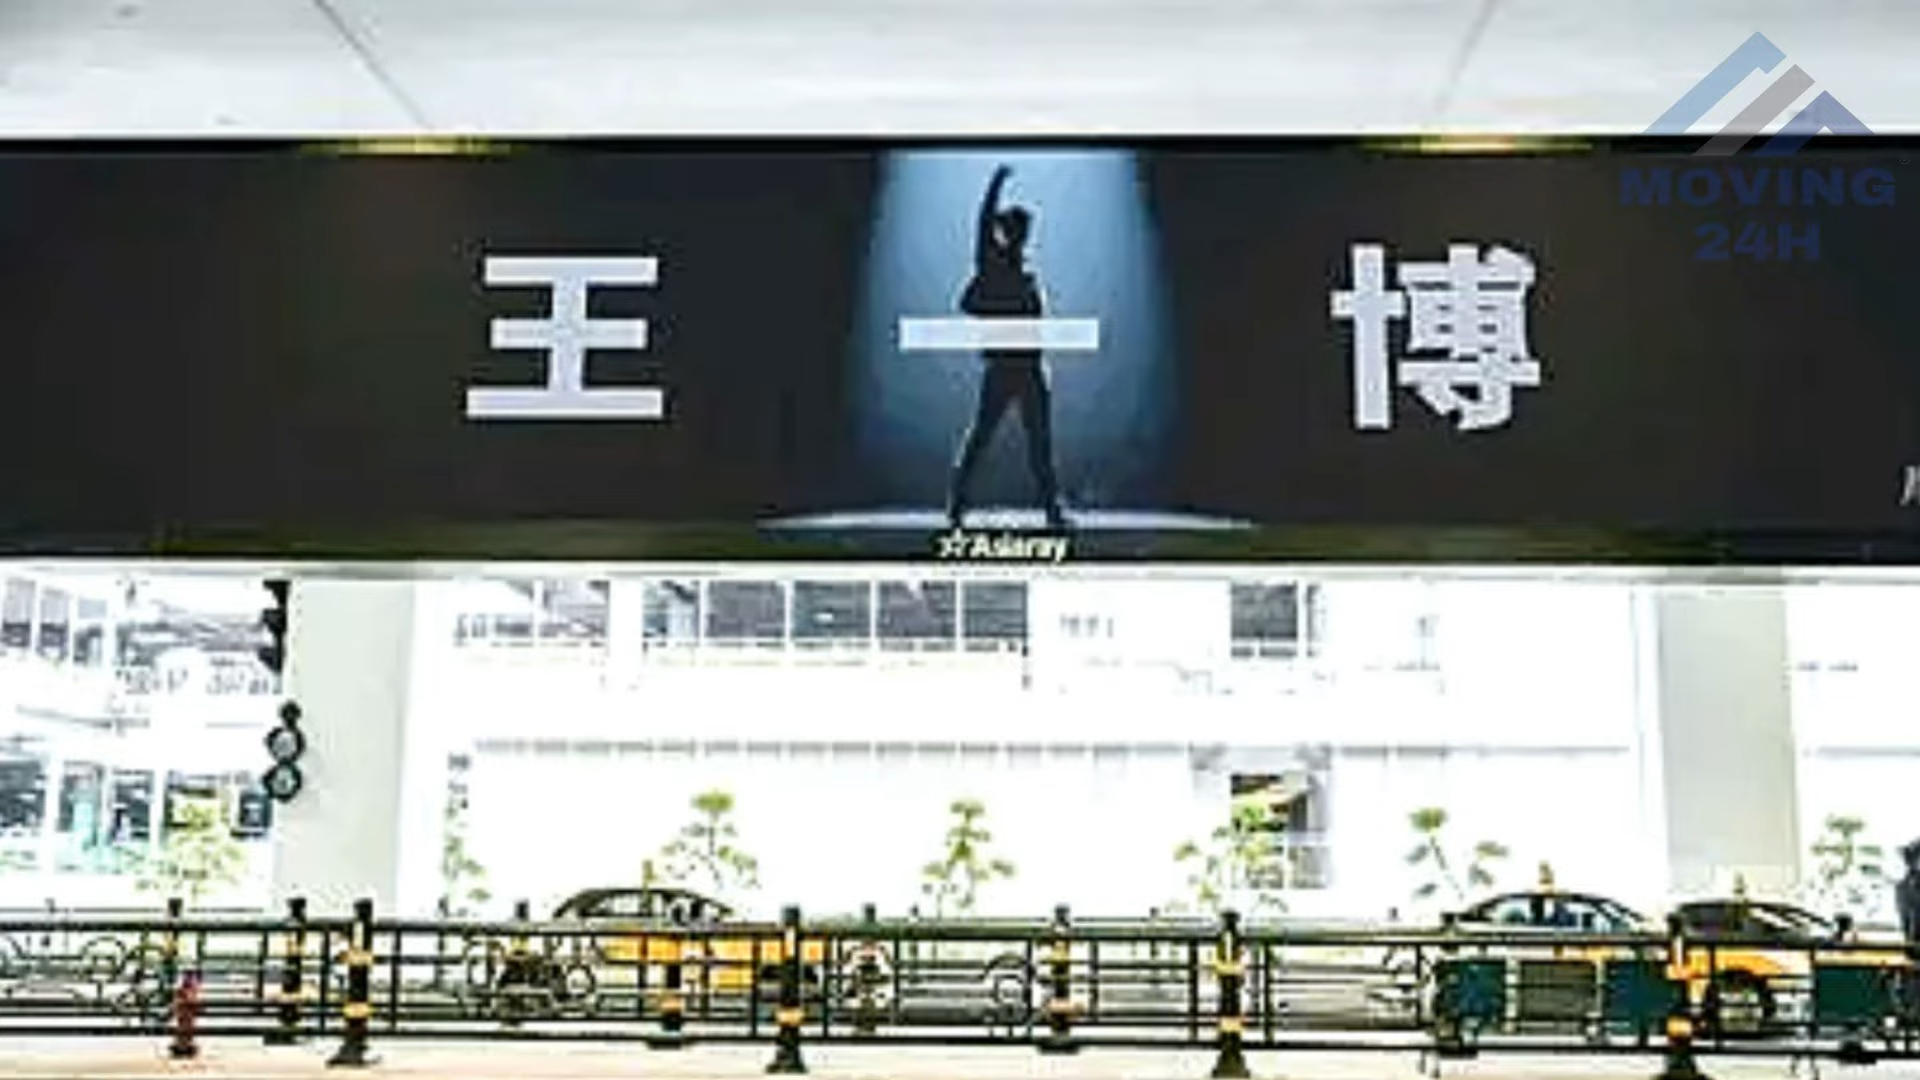 王一博
Asiaray
MOVING
24H